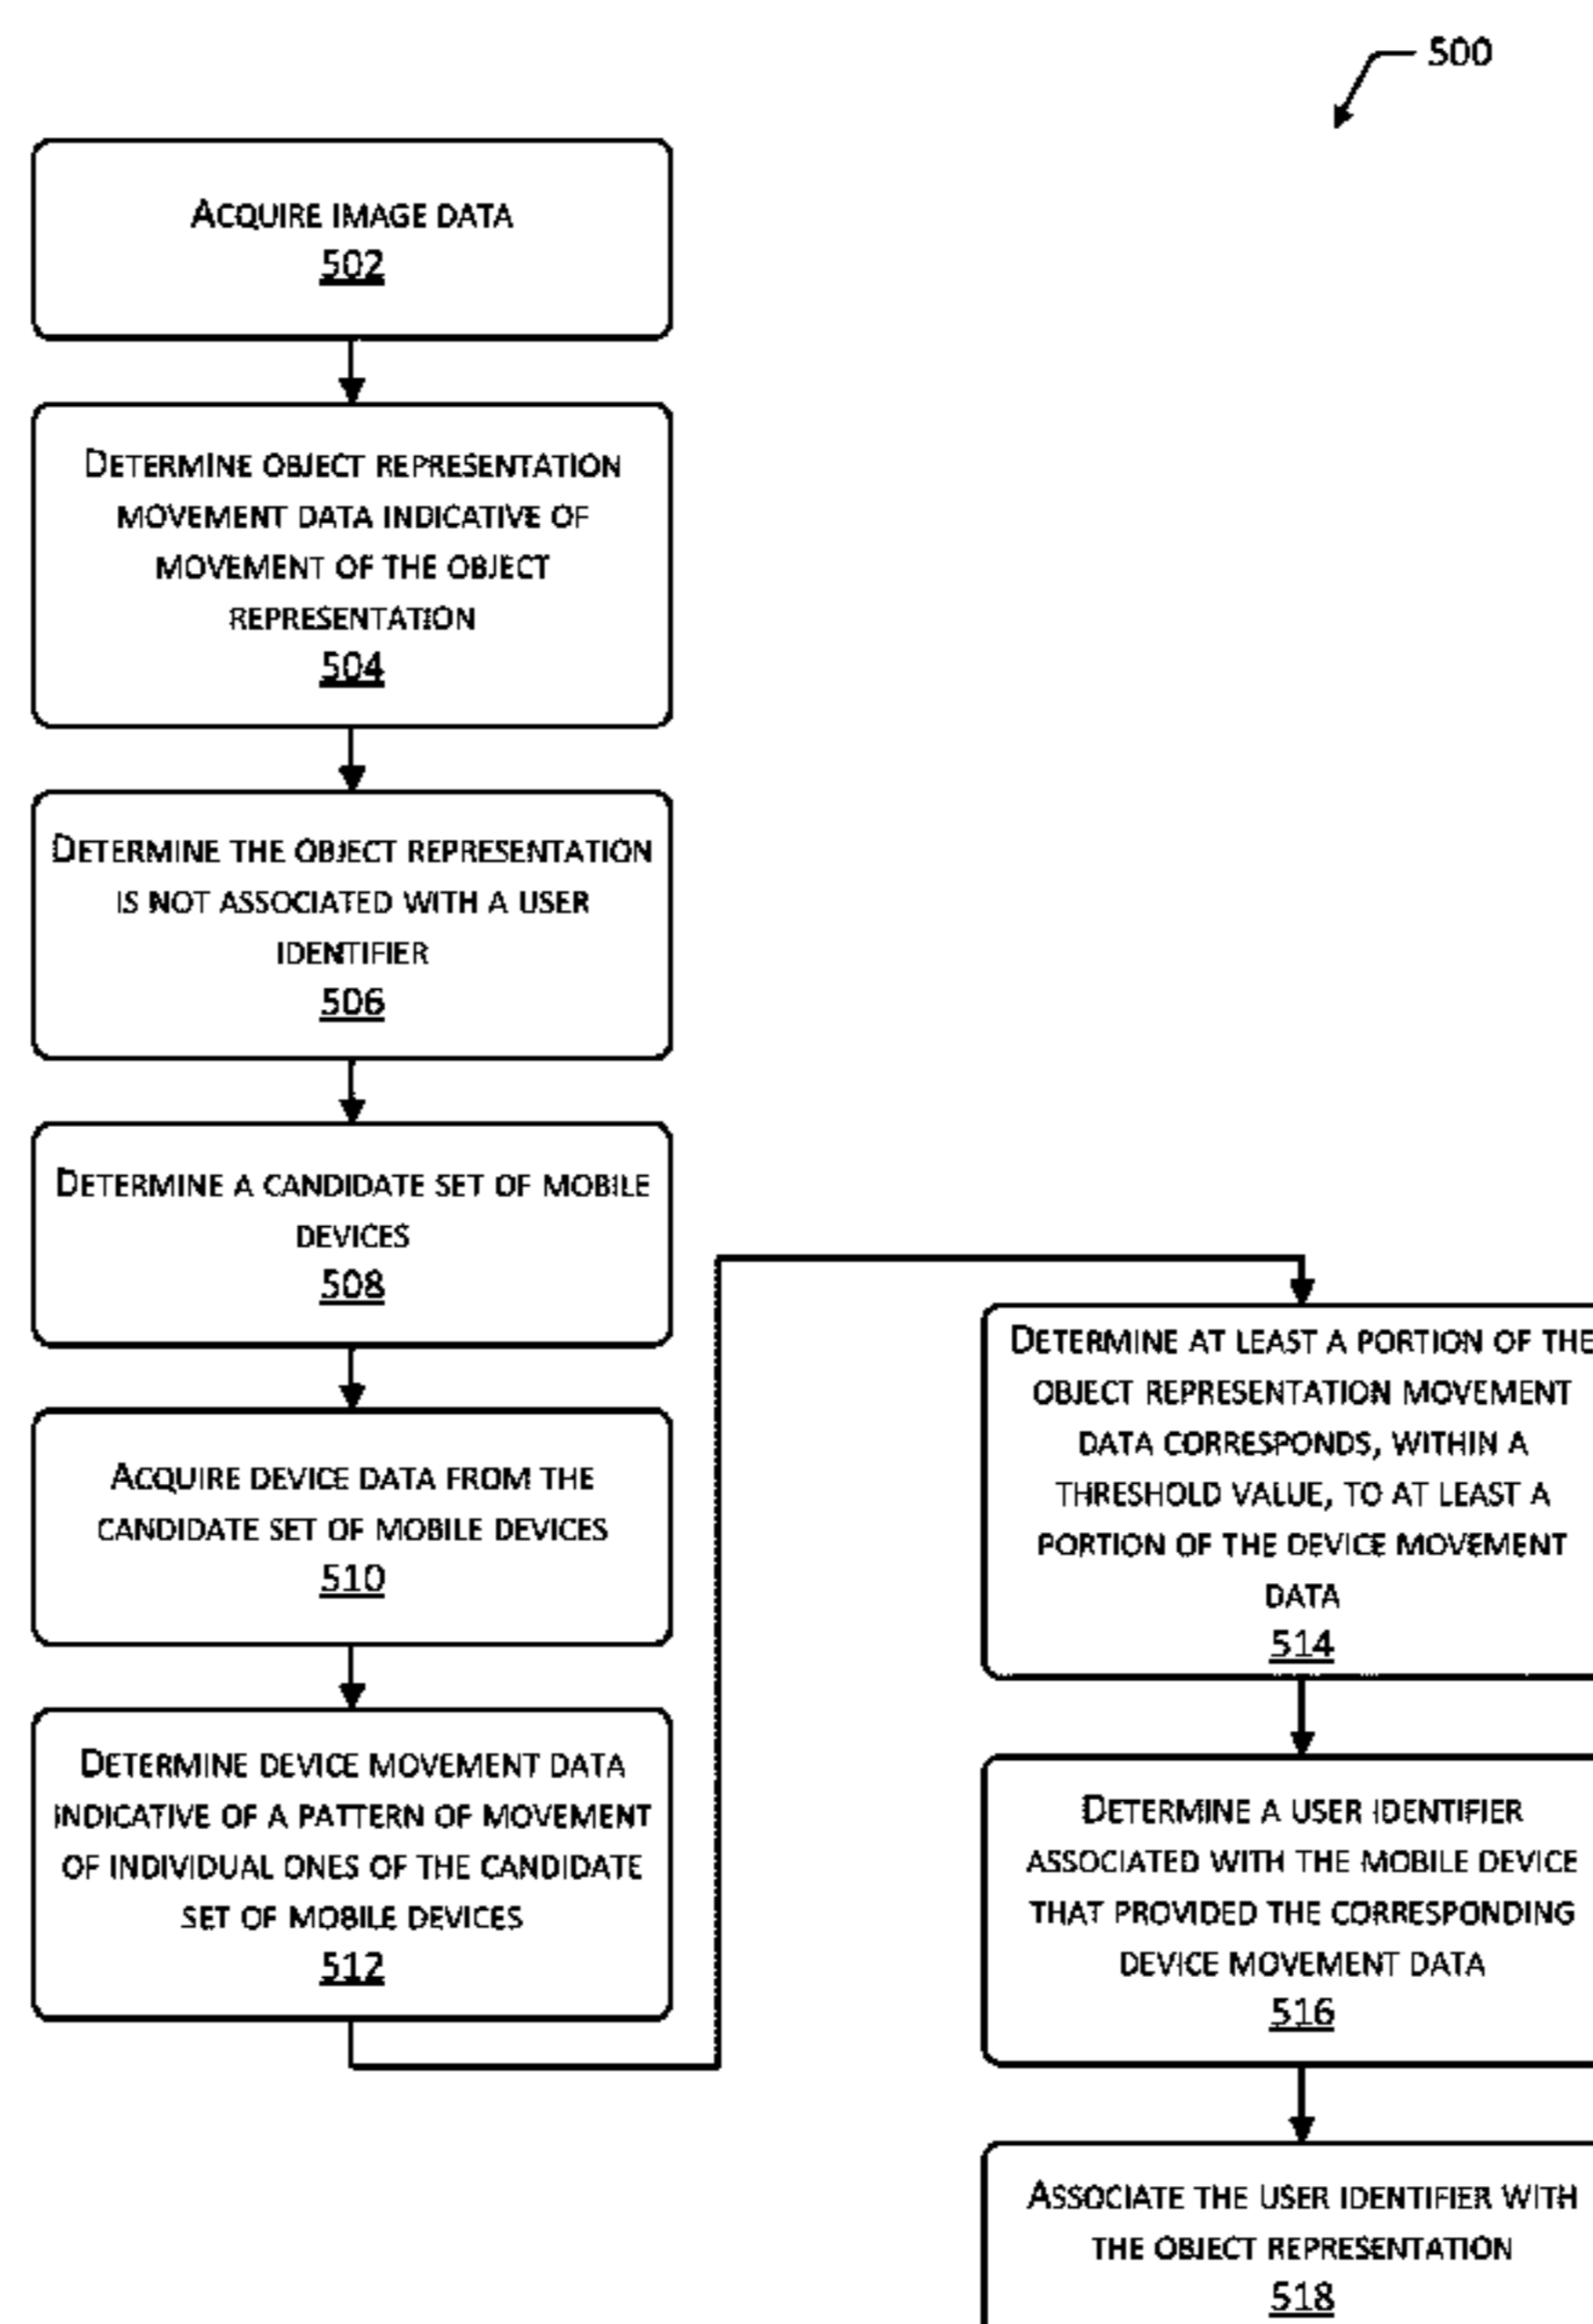 500
ACQUIRE IMAGE DATA
502
DETERMINE OBJECT REPRESENTATION
MOVEMENT DATA INDICATIVE OF
MOVEMENT OF THE OBJECT
REPRESENTATION
504
DETERMINE THE OBJECT REPRESENTATION
IS NOT ASSOCIATED WITH A USER
IDENTIFIER
506
DETERMINE A CANDIDATE SET OF MOBILE
DEVICES
508
ACQUIRE DEVICE DATA FROM THE
CANDIDATE SET OF MOBILE DEVICES
510
DETERMINE DEVICE MOVEMENT DATA
INDICATIVE OF A PATTERN OF MOVEMENT
OF INDIVIDUAL ONES OF THE CANDIDATE
SET OF MOBILE DEVICES
512
DETERMINE AT LEAST A PORTION OF THE
OBJECT REPRESENTATION MOVEMENT
DATA CORRESPONDS, WITHIN A
THRESHOLD VALUE, TO AT LEAST A
PORTION OF THE DEVICE MOVEMENT
DATA
514
DETERMINE A USER IDENTIFIER
ASSOCIATED WITH THE MOBILE DEVICE
THAT PROVIDED THE CORRESPONDING
DEVICE MOVEMENT DATA
516
ASSOCIATE THE USER IDENTIFIER WITH
THE OBJECT REPRESENTATION
518